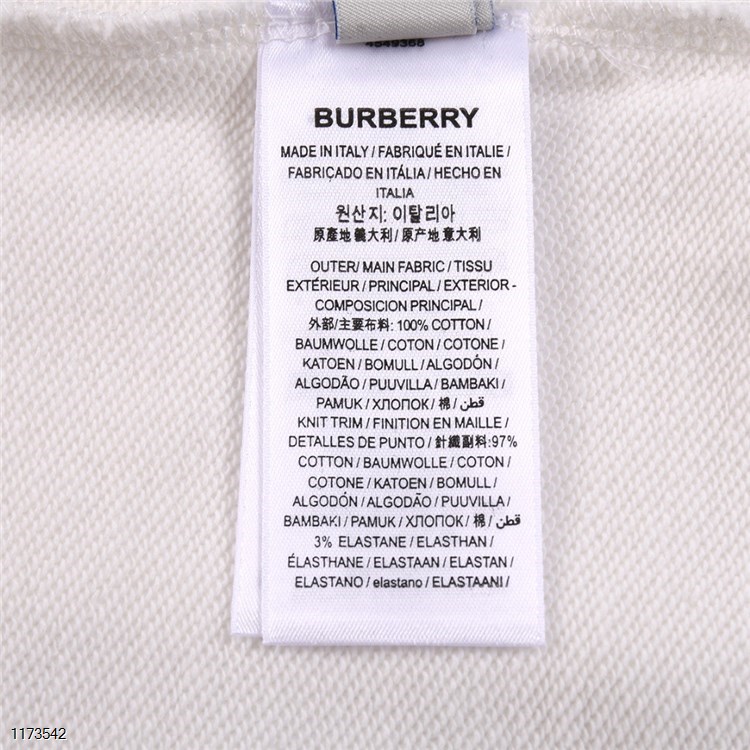 4549368
BURBERRY
MADE IN ITALY / FABRIQUÉ EN ITALIE /
FABRICADO EN ITÁLIA / HECHO EN
ITALIA
원산지: 이탈리아
原產地 義大利 / 原产地 意大利
OUTER/ MAIN FABRIC / TISSU
EXTÉRIEUR / PRINCIPAL / EXTERIOR -
COMPOSICION PRINCIPAL /
外部/主要布料: 100% COTTON /
BAUMWOLLE / COTON / COTONE /
KATOEN / BOMULL / ALGODÓN /
ALGODÃO / PUUVILLA / BAMBAKI /
PAMUK / ХЛОПОК / 棉 / قطن /
KNIT TRIM / FINITION EN MAILLE /
DETALLES DE PUNTO / 針織副料:97%
COTTON / BAUMWOLLE / COTON /
COTONE / KATOEN / BOMULL /
ALGODÓN / ALGODÃO / PUUVILLA /
BAMBAKI / PAMUK / ХЛОПОК / 棉 / قطن
3% ELASTANE / ELASTHAN /
ÉLASTHANE / ELASTAAN / ELASTAN /
ELASTANO / elastano / ELASTAANI /
1173542